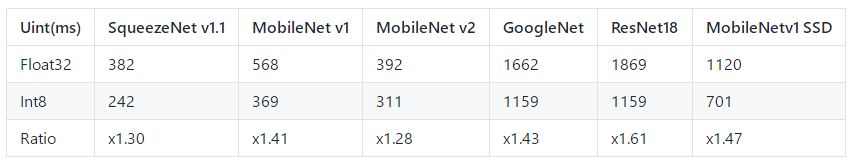 Uint(ms) SqueezeNet v1.1 MobileNet v1 MobileNet v2 GoogleNet ResNet18 MobileNetv1 SSD
Float32 382 568 392 1662 1869 1120
Int8 242 369 311 1159 1159 701
Ratio x1.30 x1.41 x1.28 x1.43 x1.61 x1.47